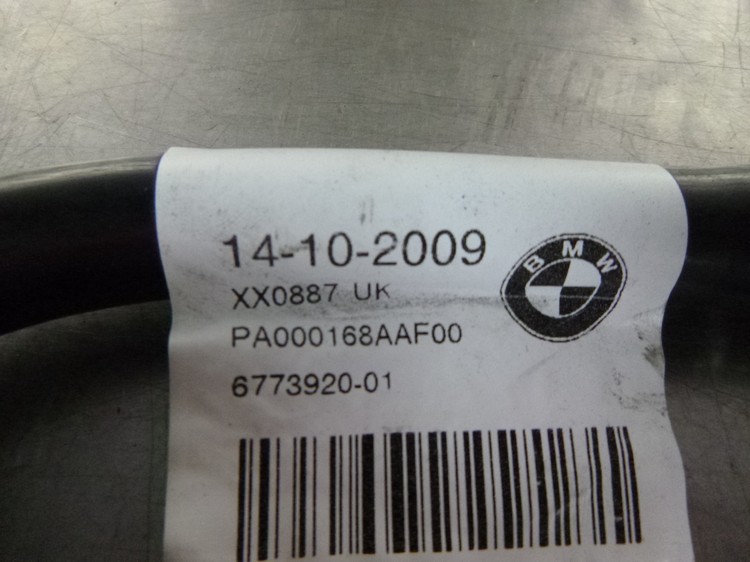 14-10-2009
BMW
XX0887 UK
PA000168AAF00
6773920-01